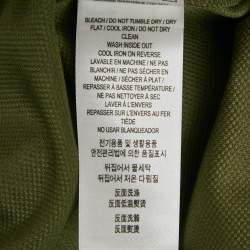 BLEACH / DO NOT TUMBLE DRY / DRY
FLAT / COOL IRON / DO NOT DRY
CLEAN
WASH INSIDE OUT
COOL IRON ON REVERSE
LAVABLE EN MACHINE / NE PAS
BLANCHIR / NE PAS SÉCHER EN
MACHINE / SÉCHER À PLAT /
REPASSER A BASSE TEMPÉRATURE
/ NE PAS NETTOYER À SEC
LAVER À L'ENVERS
REPASSER SUR L'ENVERS AU FER
TIÈDE
NO USAR BLANQUEADOR
전기용품 및 생활용품
안전관리법에 의한 품질표시
뒤집어서 물세탁
뒤집어서 저온 다림질
反面洗涤
反面低温熨烫
反面洗滌
反面低溫熨燙